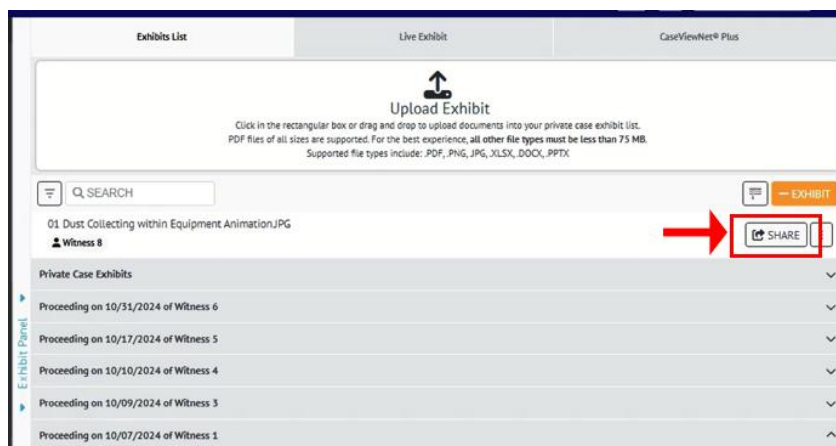 Exhibits List
Live Exhibit
CaseViewNet® Plus
Upload Exhibit
Click in the rectangular box or drag and drop to upload documents into your private case exhibit list.
PDF files of all sizes are supported. For the best experience, all other file types must be less than 75 MB.
Supported file types include: .PDF, .PNG, .JPG, .XLSX, .DOCX, .PPTX
SEARCH
EXHIBIT
01 Dust Collecting within Equipment Animation.JPG
SHARE
Witness 8
Private Case Exhibits
Proceeding on 10/31/2024 of Witness 6
Proceeding on 10/17/2024 of Witness 5
Proceeding on 10/10/2024 of Witness 4
Proceeding on 10/09/2024 of Witness 3
Proceeding on 10/07/2024 of Witness 1
Exhibit Panel